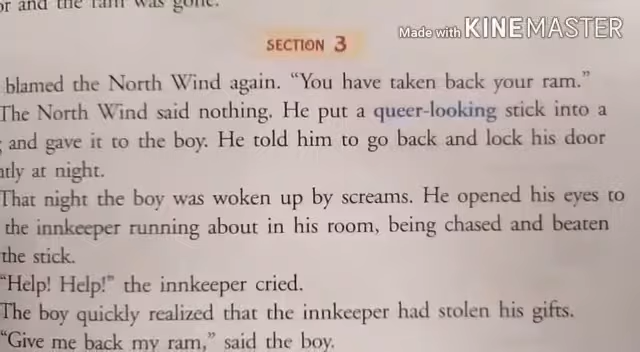 or and the ram was gone.
SECTION 3
Made with KINEMASTER
blamed the North Wind again. “You have taken back your ram.”
The North Wind said nothing. He put a queer-looking stick into a
and gave it to the boy. He told him to go back and lock his door
at night.
That night the boy was woken up by screams. He opened his eyes to
the innkeeper running about in his room, being chased and beaten
the stick.
“Help! Help!” the innkeeper cried.
The boy quickly realized that the innkeeper had stolen his gifts.
“Give me back my ram,” said the boy.